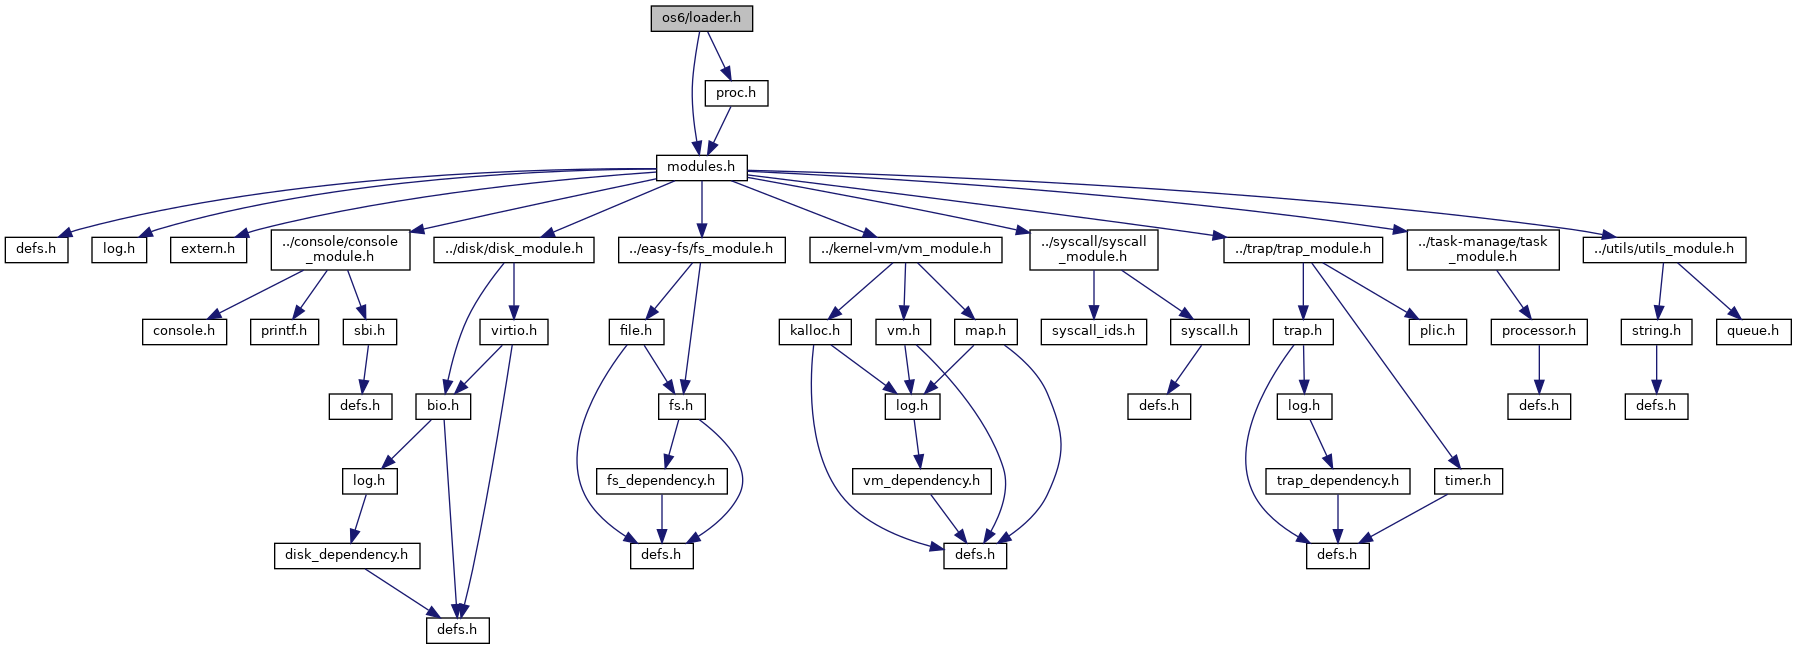 os6/loader.h
proc.h
modules.h
defs.h
log.h
extern.h
../console/console
_module.h
../disk/disk_module.h
../easy-fs/fs_module.h
../kernel-vm/vm_module.h
../syscall/syscall
_module.h
../trap/trap_module.h
../task-manage/task
_module.h
../utils/utils_module.h
console.h
printf.h
sbi.h
virtio.h
file.h
kalloc.h
vm.h
map.h
syscall_ids.h
syscall.h
trap.h
plic.h
processor.h
string.h
queue.h
defs.h
bio.h
fs.h
log.h
defs.h
log.h
defs.h
defs.h
log.h
fs_dependency.h
vm_dependency.h
trap_dependency.h
timer.h
disk_dependency.h
defs.h
defs.h
defs.h
defs.h